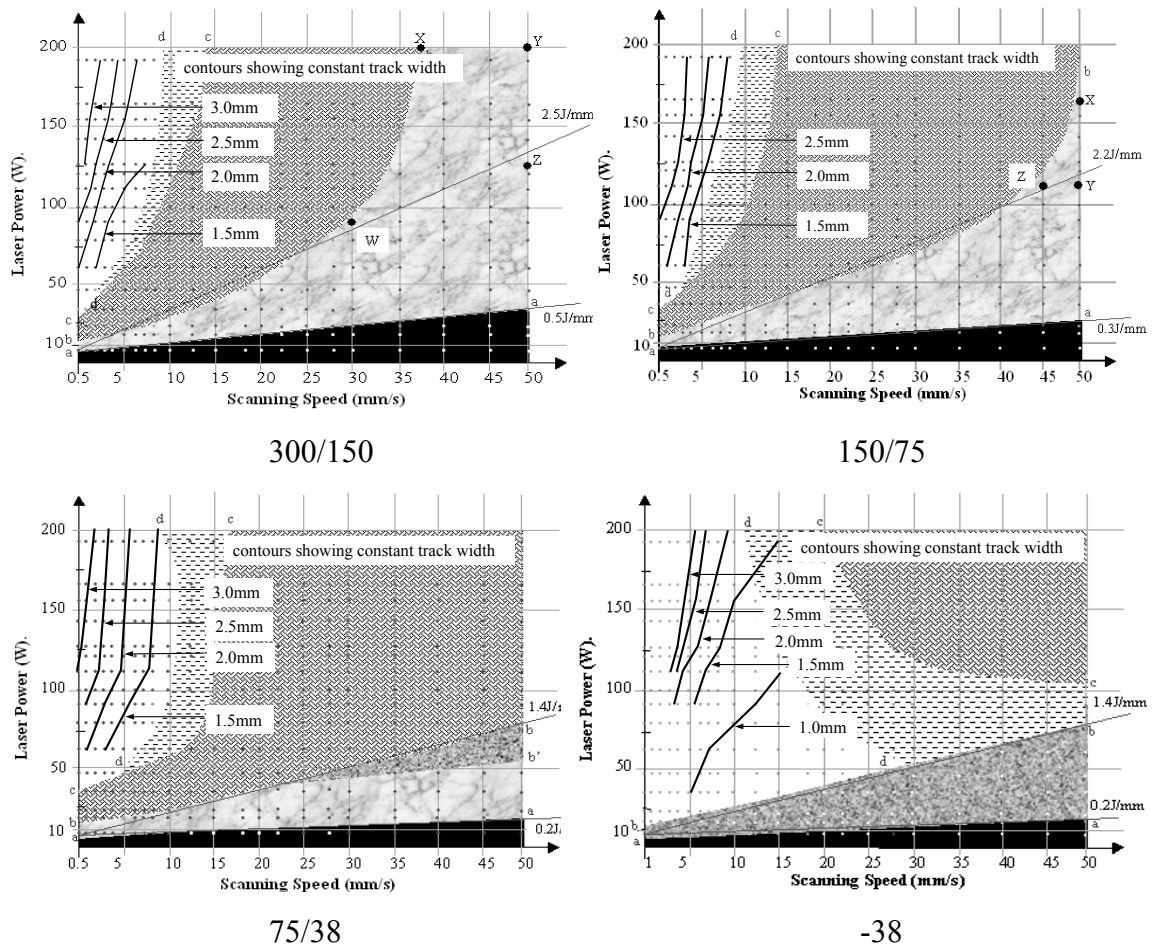 d c X Y
200
contours showing constant track width
3.0mm
150
2.5J/mm
2.5mm
Z
2.0mm
100
1.5mm
W
50
d
c
a
0.5J/mm
10
b
a
0.5 5 10 15 20 25 30 35 40 45 50
Laser Power (W).
Scanning Speed (mm/s)
300/150
d c
200
contours showing constant track width
b
X
150
2.5mm
2.2J/mm
Z
2.0mm
Y
100
1.5mm
50
d
c
a
b
10
a
0.3J/mm
0.5 5 10 15 20 25 30 35 40 45 50
Laser Power (W).
Scanning Speed (mm/s)
150/75
d c
200
contours showing constant track width
3.0mm
150
2.5mm
2.0mm
100
1.5mm
1.4J/
b
50
d
b'
c
b
a
10
a
0.2J/
0.5 5 10 15 20 25 30 35 40 45 50
Laser Power (W).
Scanning Speed (mm/s)
75/38
d c
200
contours showing constant track width
3.0mm
150
2.5mm
2.0mm
1.5mm
100
c
1.4J/mm
1.0mm
b
50
d
0.2J/mm
10
b
a
a
1 5 10 15 20 25 30 35 40 45 50
Laser Power (W).
Scanning Speed (mm/s)
-38